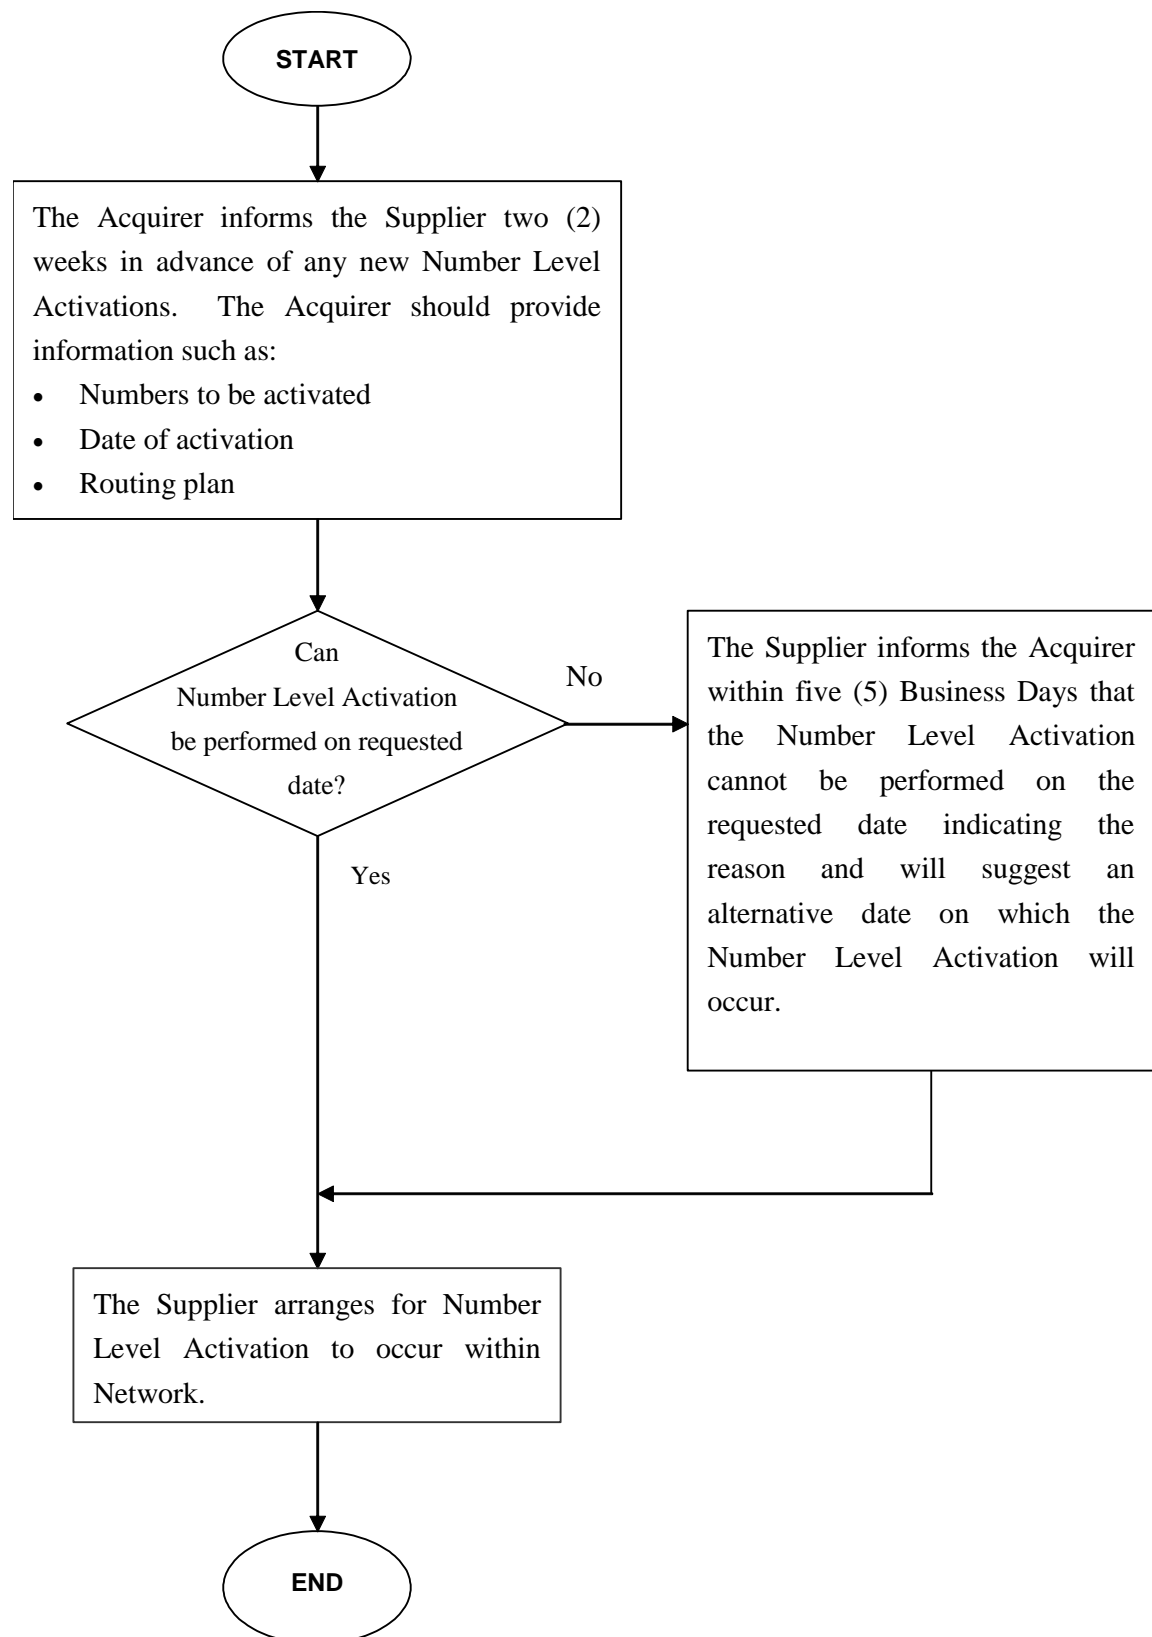 START
The Acquirer informs the Supplier two (2)
weeks in advance of any new Number Level
Activations. The Acquirer should provide
information such as:
• Numbers to be activated
• Date of activation
• Routing plan
Can
Number Level Activation
be performed on requested
date?
No
The Supplier informs the Acquirer
within five (5) Business Days that
the Number Level Activation
cannot be performed on the
requested date indicating the
reason and will suggest an
alternative date on which the
Number Level Activation will
occur.
Yes
The Supplier arranges for Number
Level Activation to occur within
Network.
END